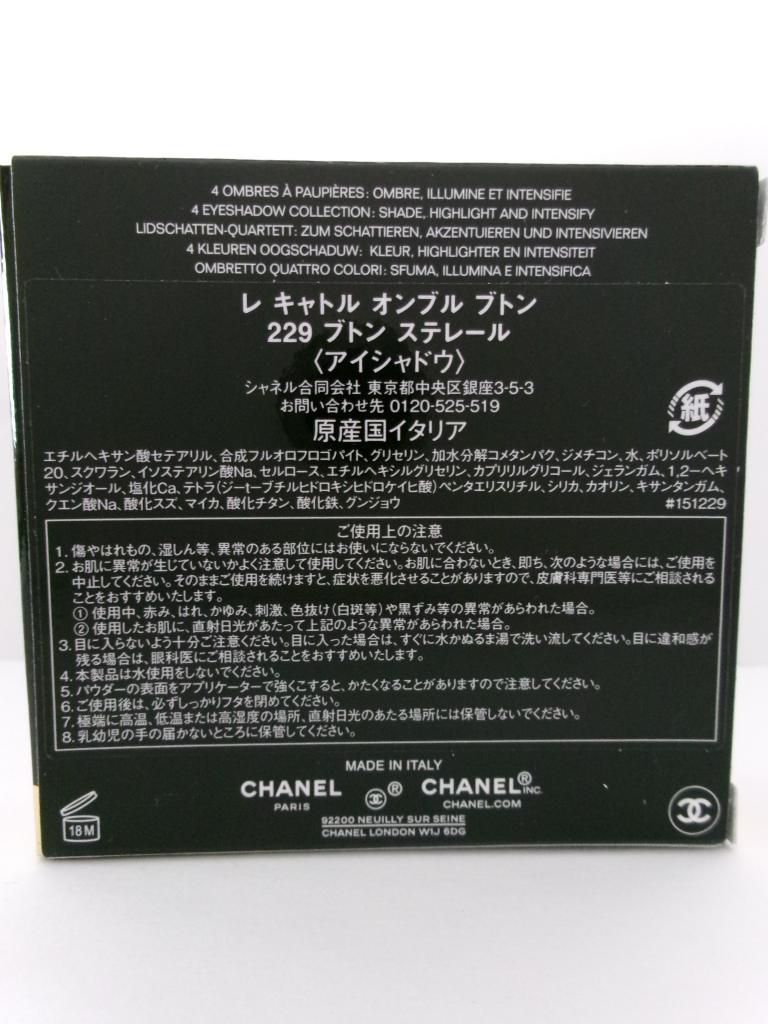 4 OMBRES À PAUPIÈRES: OMBRE, ILLUMINE ET INTENSIFIE
4 EYESHADOW COLLECTION: SHADE, HIGHLIGHT AND INTENSIFY
LIDSCHATTEN-QUARTETT: ZUM SCHATTIEREN, AKZENTUIEREN UND INTENSIVIEREN
4 KLEUREN OOGSCHADUW: KLEUR, HIGHLIGHTER EN INTENSITEIT
OMBRETTO QUATTRO COLORI: SFUMA, ILLUMINA E INTENSIFICA
レ キャトル オンブル ブトン
229 ブトン ステレール
〈アイシャドウ〉
シャネル合同会社 東京都中央区銀座3-5-3
お問い合わせ先 0120-525-519
原産国イタリア
紙
エチルヘキサン酸セテアリル、合成フルオロフロゴパイト、グリセリン、加水分解コメタンパク、ジメチコン、水、ポリソルベート
20、スクワラン、イソステアリン酸Na、セルロース、エチルヘキシルグリセリン、カプリリルグリコール、ジェランガム、1,2-ヘキ
サンジオール、塩化Ca、テトラ(ジ-t-ブチルヒドロキシヒドロケイヒ酸)ペンタエリスリチル、シリカ、カオリン、キサンタンガム、
クエン酸Na、酸化スズ、マイカ、酸化チタン、酸化鉄、グンジョウ #151229
ご使用上の注意
1. 傷やはれもの、湿しん等、異常のある部位にはお使いにならないでください。
2. お肌に異常が生じていないかよく注意して使用してください。お肌に合わないとき、即ち、次のような場合には、ご使用を
中止してください。そのままご使用を続けますと、症状を悪化させることがありますので、皮膚科専門医等にご相談される
ことをおすすめいたします。
① 使用中、赤み、はれ、かゆみ、刺激、色抜け(白斑等)や黒ずみ等の異常があらわれた場合。
② 使用したお肌に、直射日光があたって上記のような異常があらわれた場合。
3. 目に入らないよう十分ご注意ください。目に入った場合は、すぐに水かぬるま湯で洗い流してください。目に違和感が
残る場合は、眼科医にご相談されることをおすすめいたします。
4. 本製品は水使用をしないでください。
5. パウダーの表面をアプリケーターで強くこすると、かたくなることがありますので注意してください。
6. ご使用後は、必ずしっかりフタを閉めてください。
7. 極端に高温、低温または高湿度の場所、直射日光のあたる場所には保管しないでください。
8. 乳幼児の手の届かないところに保管してください。
MADE IN ITALY
CHANEL ® CHANEL® INC.
PARIS CHANEL.COM
18 M
92200 NEUILLY SUR SEINE
CHANEL LONDON W1J 6DG